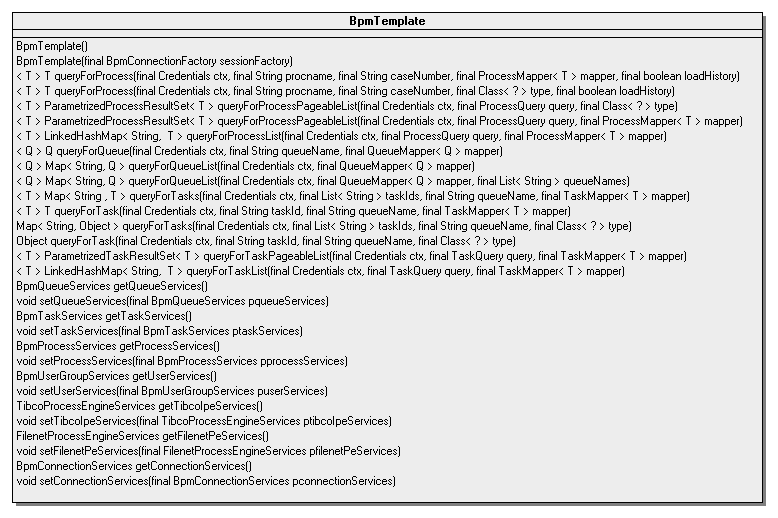 BpmTemplate
BpmTemplate()
BpmTemplate(final BpmConnectionFactory sessionFactory)
< T > T queryForProcess(final Credentials ctx, final String procname, final String caseNumber, final ProcessMapper< T > mapper, final boolean loadHistory)
< T > T queryForProcess(final Credentials ctx, final String procname, final String caseNumber, final Class< ? > type, final boolean loadHistory)
< T > ParametrizedProcessResultSet< T > queryForProcessPageableList(final Credentials ctx, final ProcessQuery query, final Class< ? > type)
< T > ParametrizedProcessResultSet< T > queryForProcessPageableList(final Credentials ctx, final ProcessQuery query, final ProcessMapper< T > mapper)
< T > LinkedHashMap< String,  T > queryForProcessList(final Credentials ctx, final ProcessQuery query, final ProcessMapper< T > mapper)
< Q > Q queryForQueue(final Credentials ctx, final String queueName, final QueueMapper< Q > mapper)
< Q > Map< String, Q > queryForQueueList(final Credentials ctx, final QueueMapper< Q > mapper)
< Q > Map< String, Q > queryForQueueList(final Credentials ctx, final QueueMapper< Q > mapper, final List< String > queueNames)
< T > Map< String , T > queryForTasks(final Credentials ctx, final List< String > taskIds, final String queueName, final TaskMapper< T > mapper)
< T > T queryForTask(final Credentials ctx, final String taskId, final String queueName, final TaskMapper< T > mapper)
Map< String, Object > queryForTasks(final Credentials ctx, final List< String > taskIds, final String queueName, final Class< ? > type)
Object queryForTask(final Credentials ctx, final String taskId, final String queueName, final Class< ? > type)
< T > ParametrizedTaskResultSet< T > queryForTaskPageableList(final Credentials ctx, final TaskQuery query, final TaskMapper< T > mapper)
< T > LinkedHashMap< String,  T > queryForTaskList(final Credentials ctx, final TaskQuery query, final TaskMapper< T > mapper)
BpmQueueServices getQueueServices()
void setQueueServices(final BpmQueueServices pqueueServices)
BpmTaskServices getTaskServices()
void setTaskServices(final BpmTaskServices ptaskServices)
BpmProcessServices getProcessServices()
void setProcessServices(final BpmProcessServices pprocessServices)
BpmUserGroupServices getUserServices()
void setUserServices(final BpmUserGroupServices puserServices)
TibcoProcessEngineServices getTibcoIpeServices()
void setTibcoIpeServices(final TibcoProcessEngineServices ptibcoIpeServices)
FilenetProcessEngineServices getFilenetPeServices()
void setFilenetPeServices(final FilenetProcessEngineServices pfilenetPeServices)
BpmConnectionServices getConnectionServices()
void setConnectionServices(final BpmConnectionServices pconnectionServices)